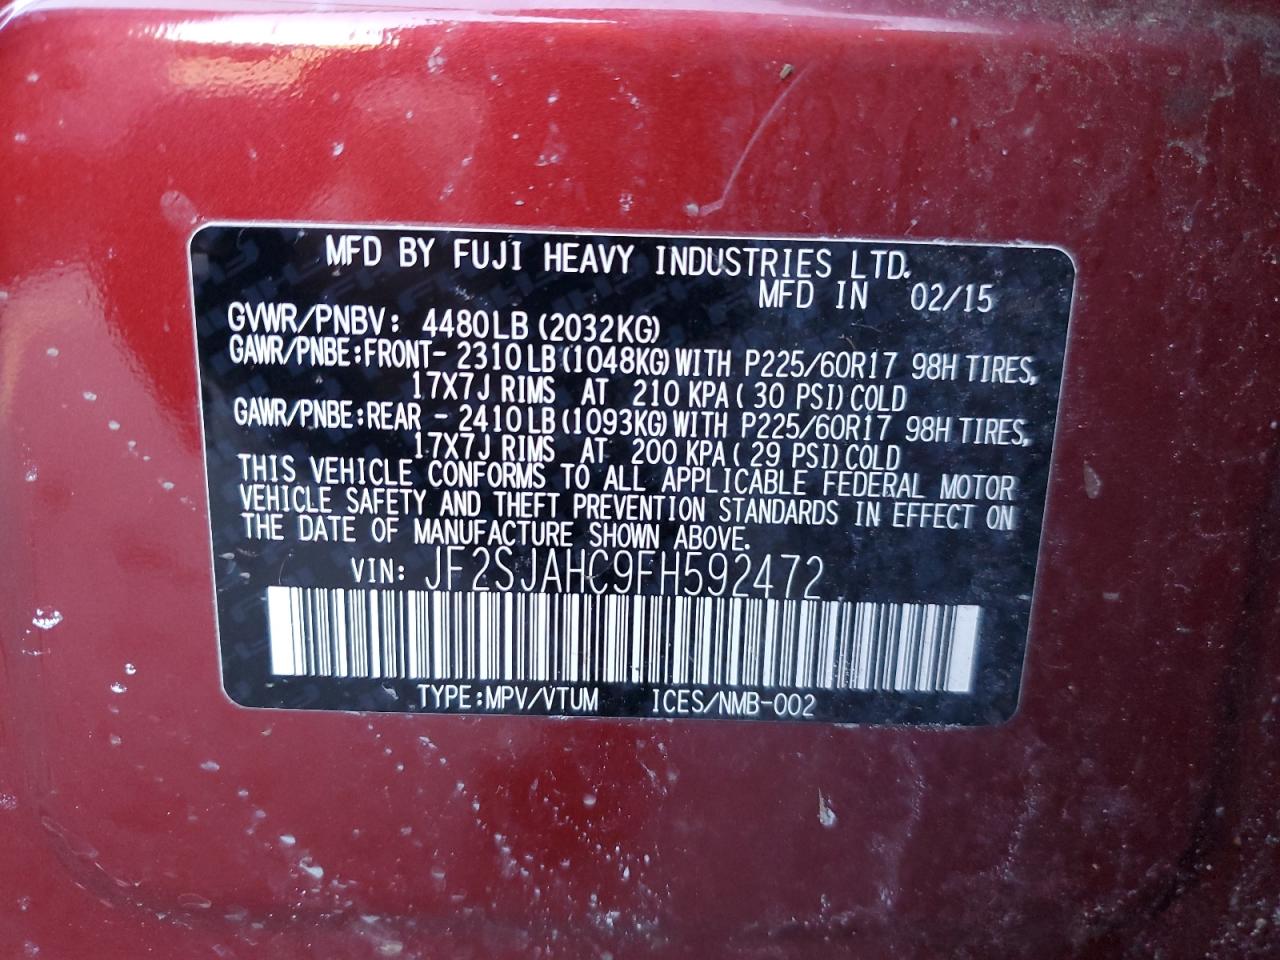 MFD BY FUJI HEAVY INDUSTRIES LTD.
MFD IN 02/15
GVWR/PNBV: 4480LB (2032KG)
GAWR/PNBE:FRONT- 2310 LB (1048KG) WITH P225/60R17 98H TIRES,
17X7J RIMS AT 210 KPA ( 30 PSI) COLD
GAWR/PNBE:REAR - 2410 LB (1093KG) WITH P225/60R17 98H TIRES,
17X7J RIMS AT 200 KPA ( 29 PSI) COLD
THIS VEHICLE CONFORMS TO ALL APPLICABLE FEDERAL MOTOR
VEHICLE SAFETY AND THEFT PREVENTION STANDARDS IN EFFECT ON
THE DATE OF MANUFACTURE SHOWN ABOVE.
VIN: JF2SJAHC9FH592472
TYPE:MPV/VTUM ICES/NMB-002